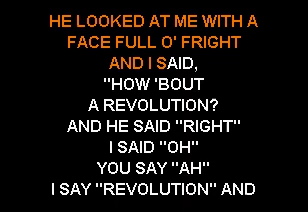 HE LOOKED AT ME WITH A
FACE FULL O' FRIGHT
AND I SAID,
"HOW 'BOUT
A REVOLUTION?
AND HE SAID "RIGHT"
I SAID "OH"
YOU SAY "AH"
I SAY "REVOLUTION" AND